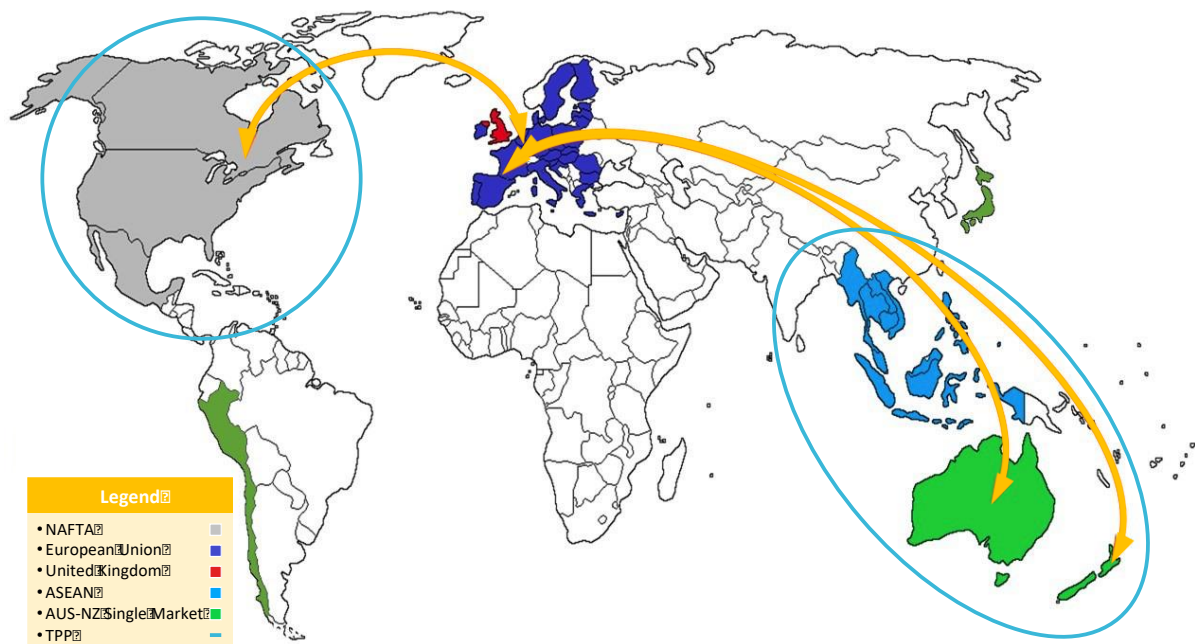 Legend⍰
• NAFTA⍰
• European⍰Union⍰
• United⍰Kingdom⍰
• ASEAN⍰
• AUS-NZ⍰Single⍰Market⍰
• TPP⍰